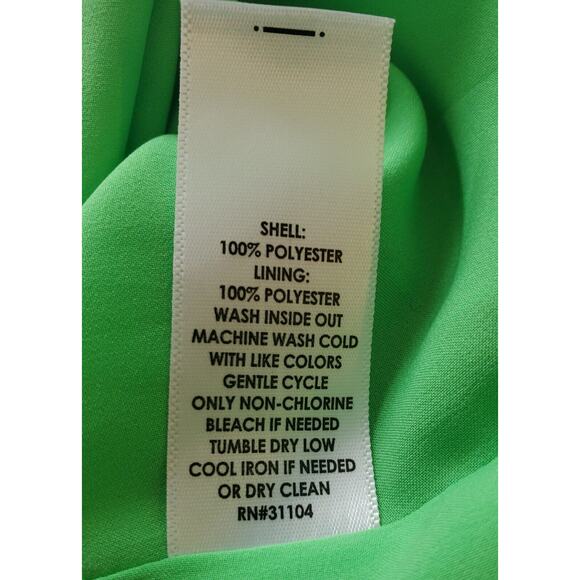 SHELL:
100% POLYESTER
LINING:
100% POLYESTER
WASH INSIDE OUT
MACHINE WASH COLD
WITH LIKE COLORS
GENTLE CYCLE
ONLY NON-CHLORINE
BLEACH IF NEEDED
TUMBLE DRY LOW
COOL IRON IF NEEDED
OR DRY CLEAN
RN#31104